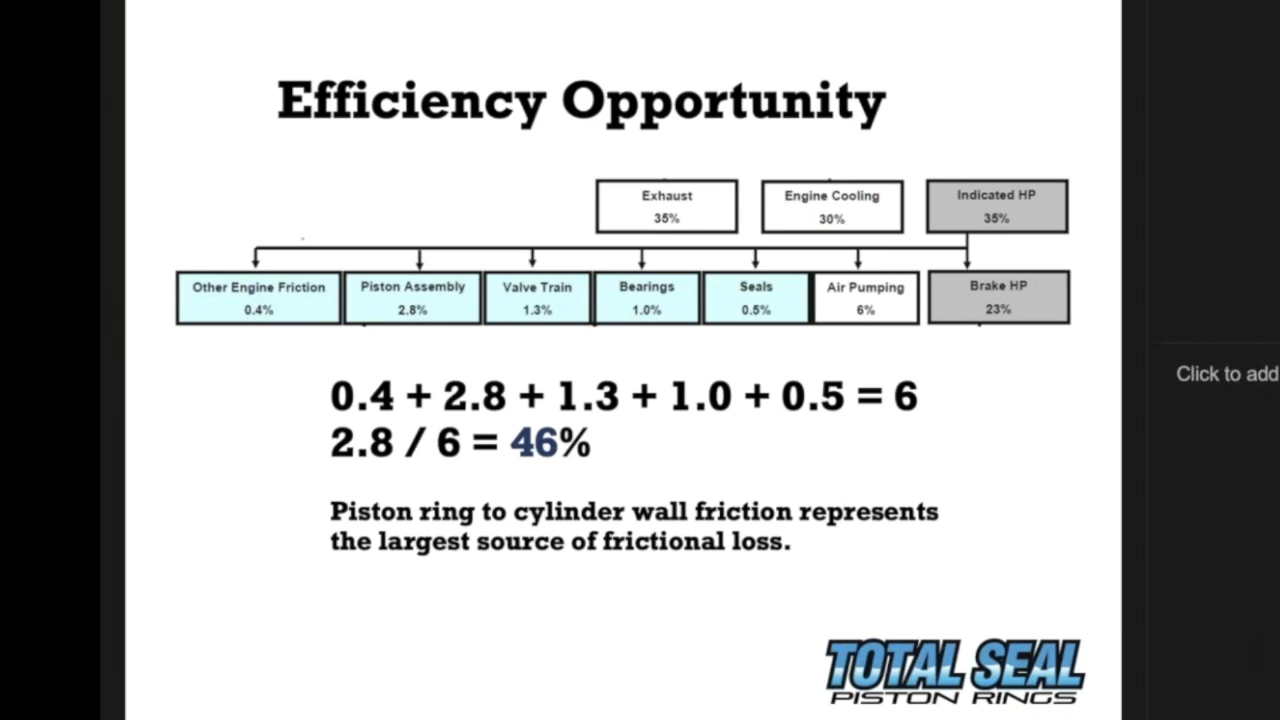 Efficiency Opportunity
Exhaust
35%
Engine Cooling
30%
Indicated HP
35%
Other Engine Friction
0.4%
Piston Assembly
2.8%
Valve Train
1.3%
Bearings
1.0%
Seals
0.5%
Air Pumping
6%
Brake HP
23%
0.4 + 2.8 + 1.3 + 1.0 + 0.5 = 6
2.8 / 6 = 46%
Piston ring to cylinder wall friction represents
the largest source of frictional loss.
TOTAL SEAL
PISTON RINGS
Click to add